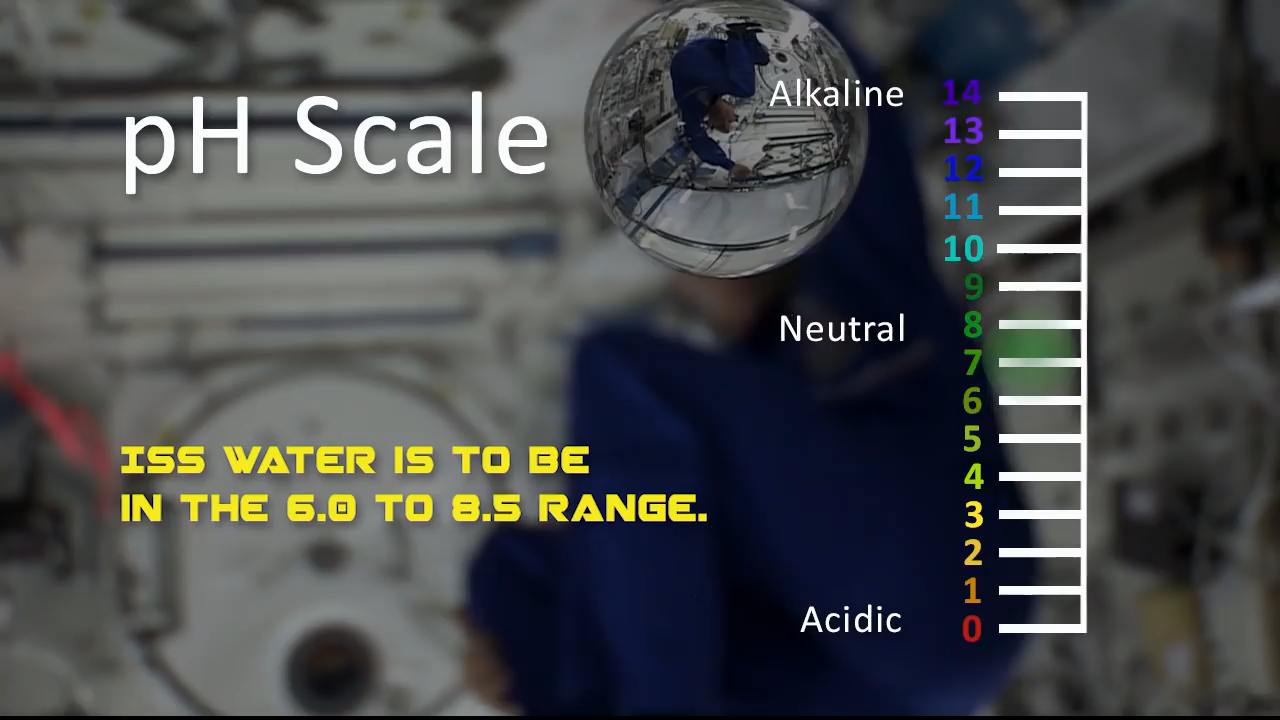 pH Scale
Alkaline
14
13
12
11
10
9
Neutral
8
7
6
5
4
3
2
1
Acidic
0
ISS WATER IS TO BE
IN THE 6.0 TO 8.5 RANGE.